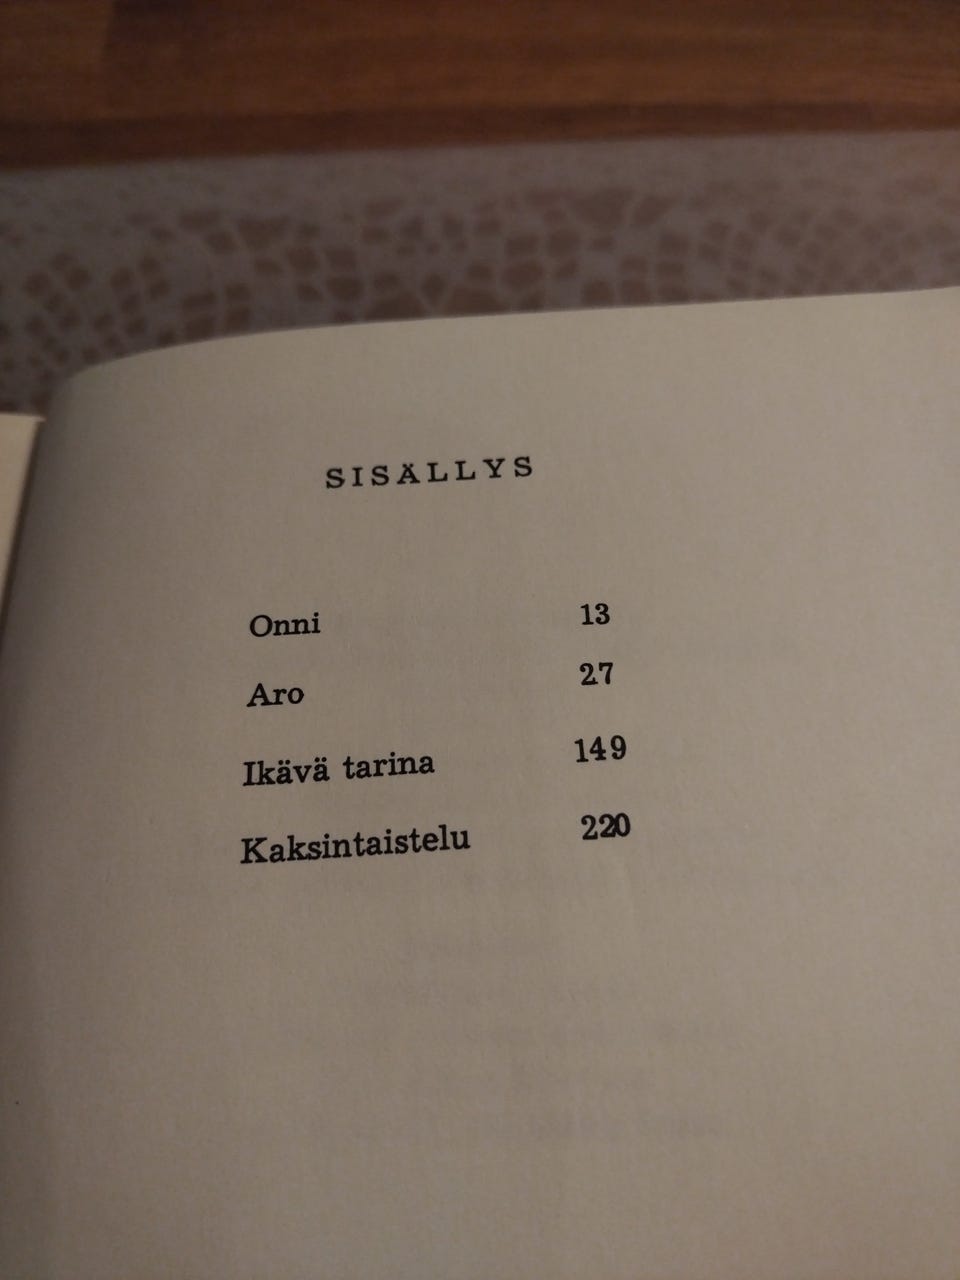 SISÄLLYS
Onni 13
Aro 27
Ikävä tarina 149
Kaksintaistelu 220